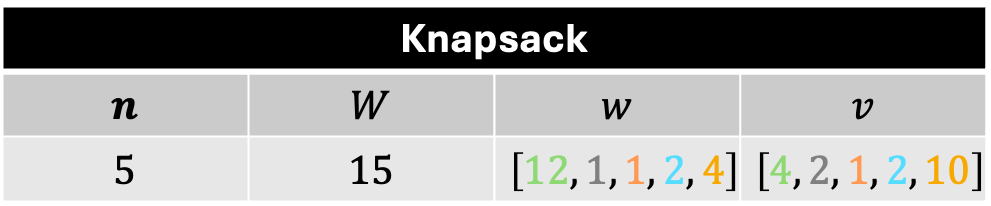 Knapsack
n W w v
5 15 [12, 1, 1, 2, 4] [4, 2, 1, 2, 10]